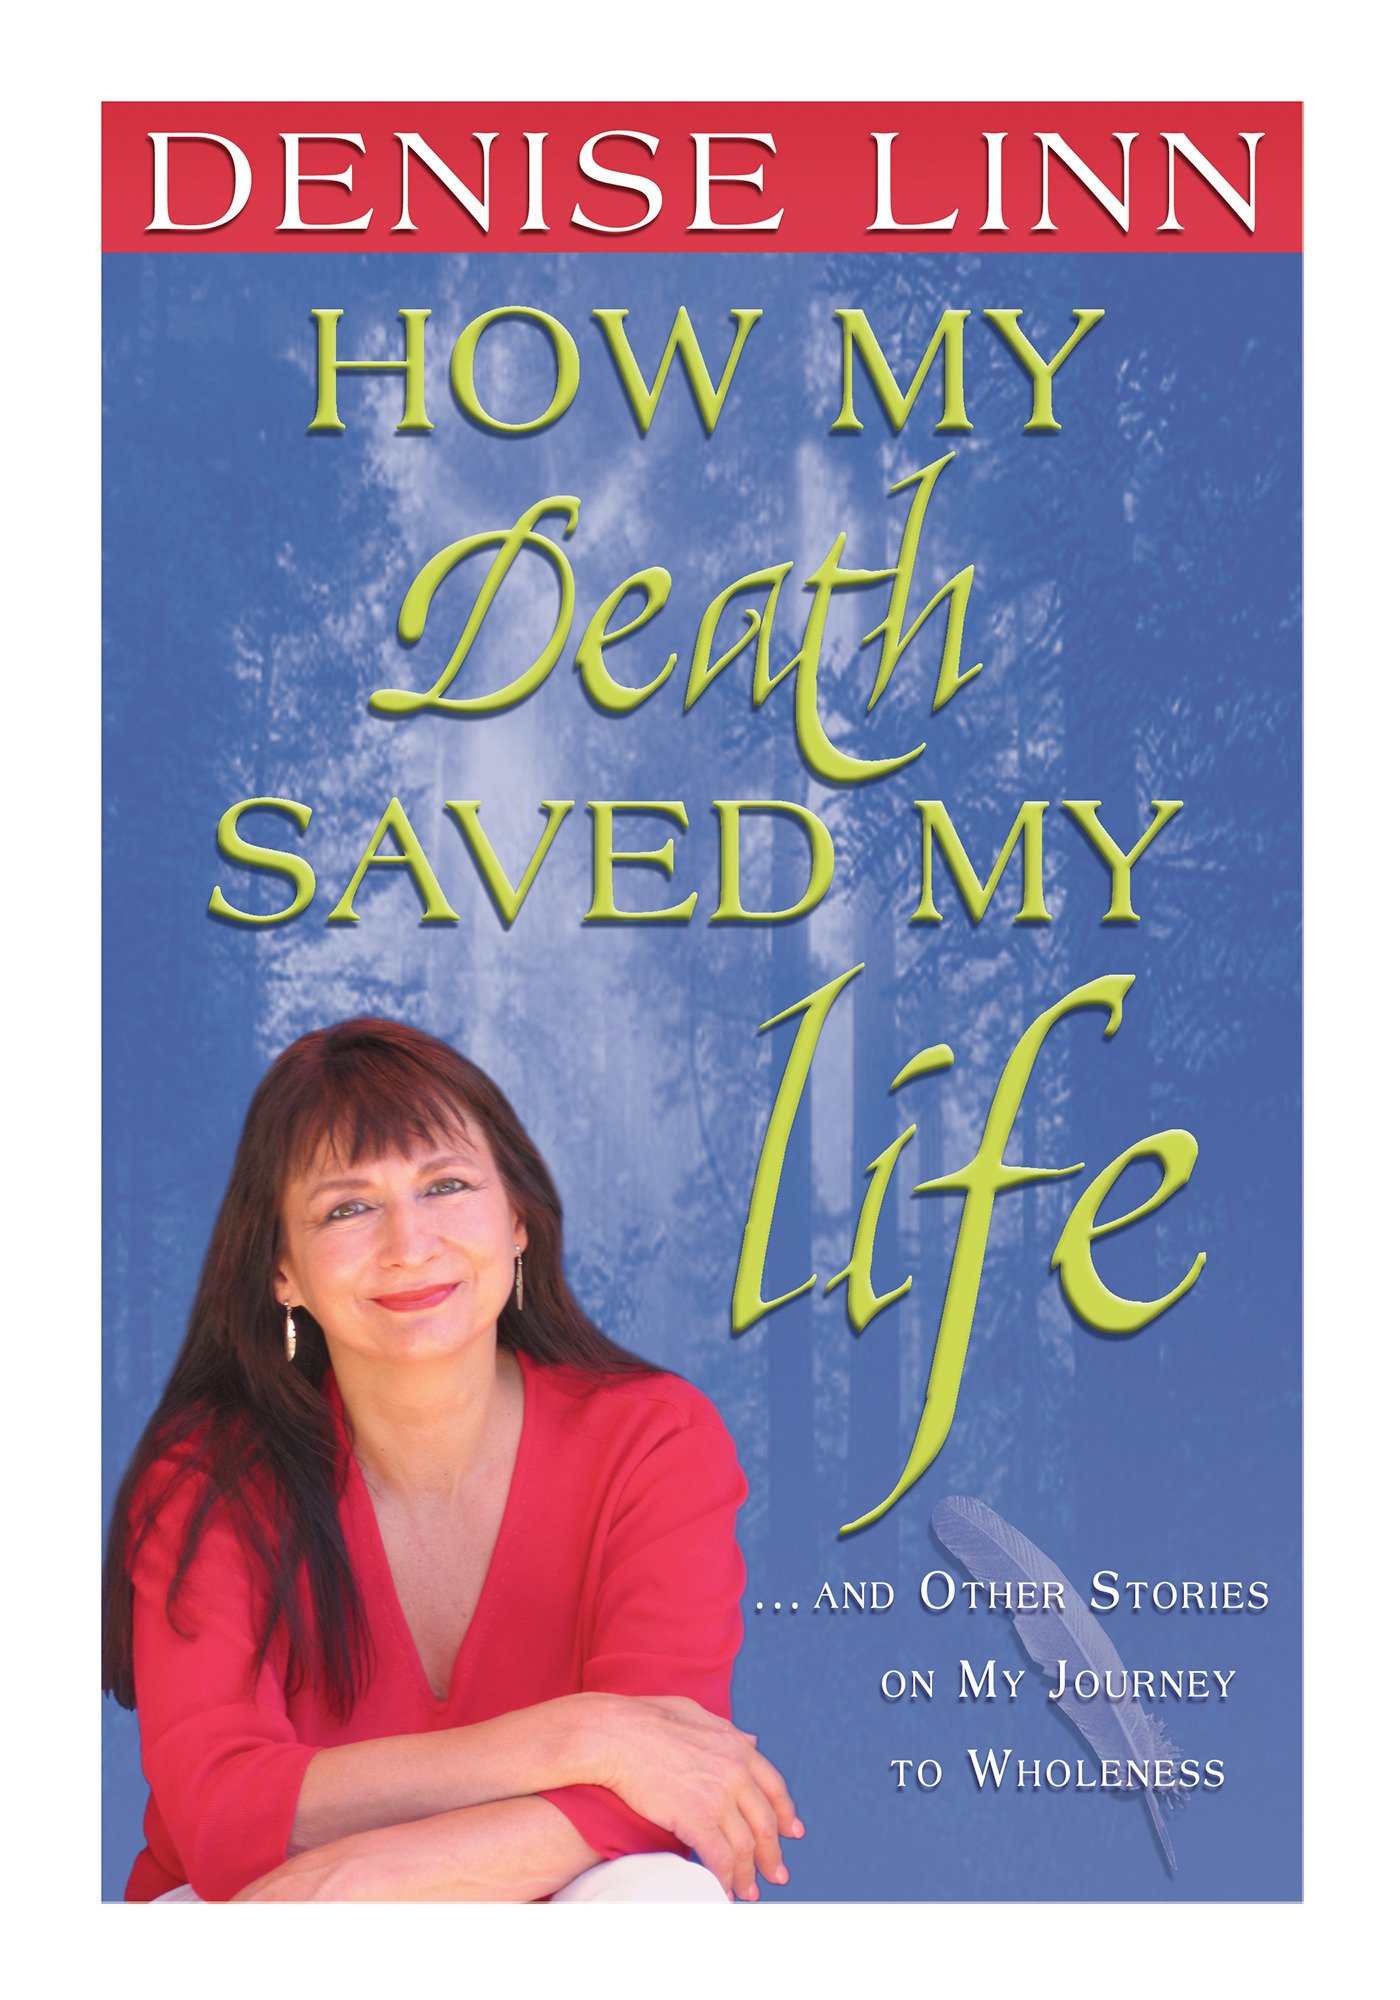 DENISE LINN
HOW MY
Death
SAVED MY
life
...AND OTHER STORIES
ON MY JOURNEY
TO WHOLENESS